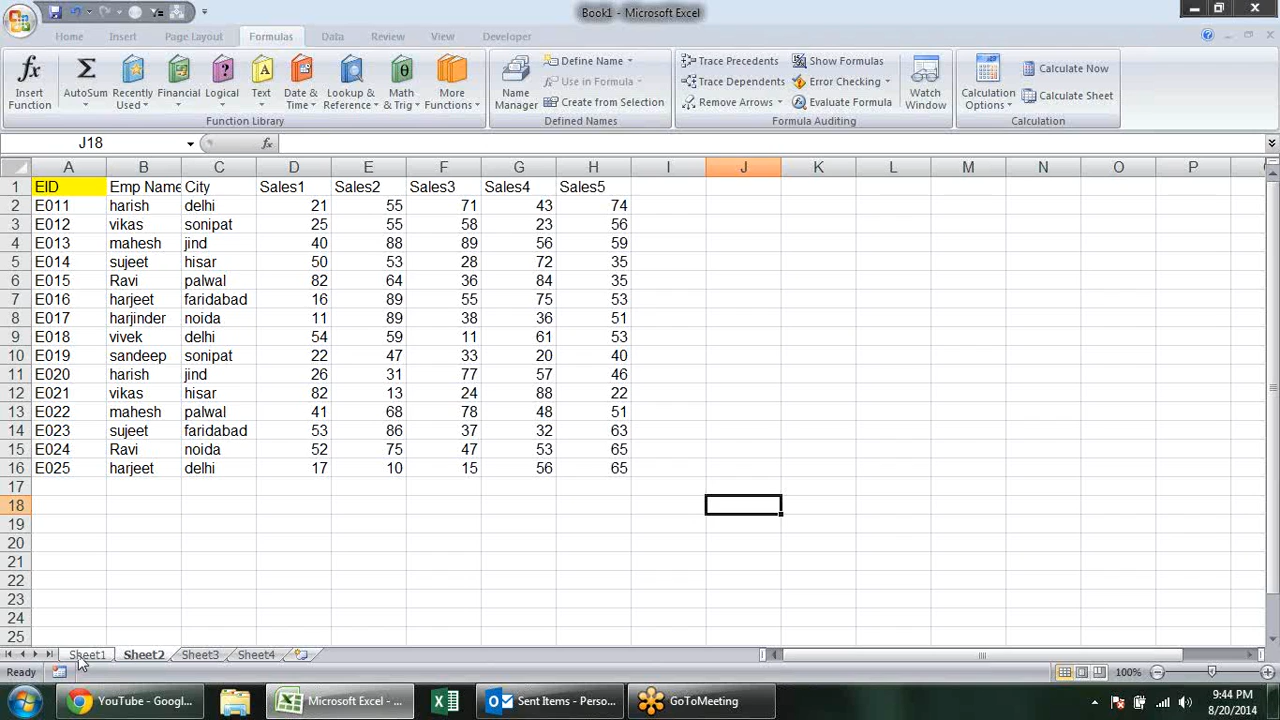 Book1 - Microsoft Excel
Home Insert Page Layout Formulas Data Review View Developer
fx Σ ? A θ
Insert Function AutoSum Recently Used Financial Logical Text Date & Time Lookup & Reference Math & Trig More Functions
Function Library
Name Manager
Define Name
Use in Formula
Create from Selection
Defined Names
Trace Precedents Show Formulas
Trace Dependents Error Checking
Remove Arrows Evaluate Formula
Formula Auditing
Watch Window
Calculation Options
Calculate Now
Calculate Sheet
Calculation
J18 fx
A B C D E F G H I J K L M N O P
1 EID Emp Name City Sales1 Sales2 Sales3 Sales4 Sales5
2 E011 harish delhi 21 55 71 43 74
3 E012 vikas sonipat 25 55 58 23 56
4 E013 mahesh jind 40 88 89 56 59
5 E014 sujeet hisar 50 53 28 72 35
6 E015 Ravi palwal 82 64 36 84 35
7 E016 harjeet faridabad 16 89 55 75 53
8 E017 harjinder noida 11 89 38 36 51
9 E018 vivek delhi 54 59 11 61 53
10 E019 sandeep sonipat 22 47 33 20 40
11 E020 harish jind 26 31 77 57 46
12 E021 vikas hisar 82 13 24 88 22
13 E022 mahesh palwal 41 68 78 48 51
14 E023 sujeet faridabad 53 86 37 32 63
15 E024 Ravi noida 52 75 47 53 65
16 E025 harjeet delhi 17 10 15 56 65
17
18
19
20
21
22
23
24
25
Sheet1 Sheet2 Sheet3 Sheet4
Ready 100%
YouTube - Googl... Microsoft Excel - ... Sent Items - Perso... GoToMeeting
9:44 PM
8/20/2014